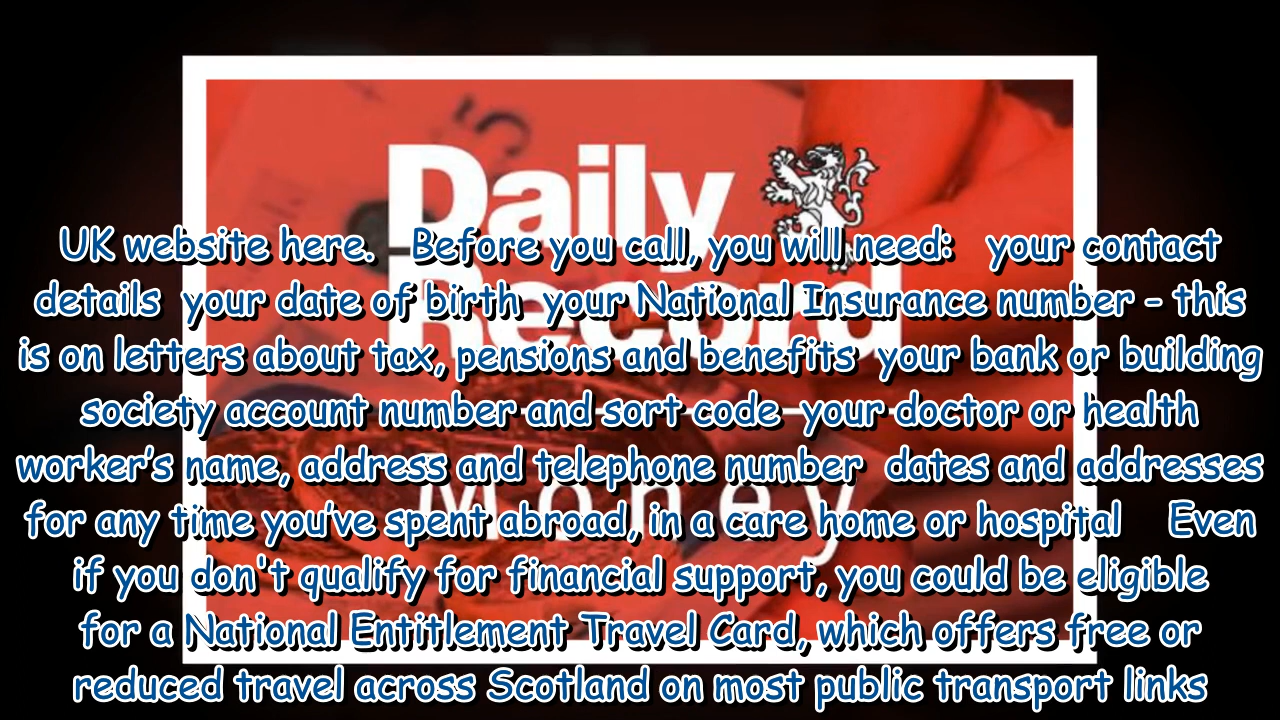 Daily
Record
Money
UK website here. Before you call, you will need: your contact
details your date of birth your National Insurance number - this
is on letters about tax, pensions and benefits your bank or building
society account number and sort code your doctor or health
worker’s name, address and telephone number dates and addresses
for any time you’ve spent abroad, in a care home or hospital Even
if you don't qualify for financial support, you could be eligible
for a National Entitlement Travel Card, which offers free or
reduced travel across Scotland on most public transport links